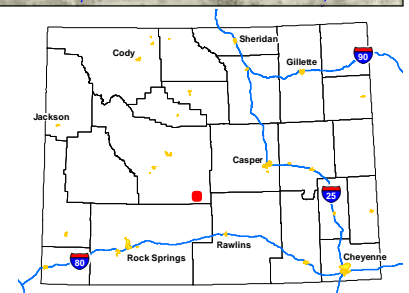 Sheridan
Cody
90
Gillette
Jackson
Casper
25
Rawlins
80
Rock Springs
Cheyenne